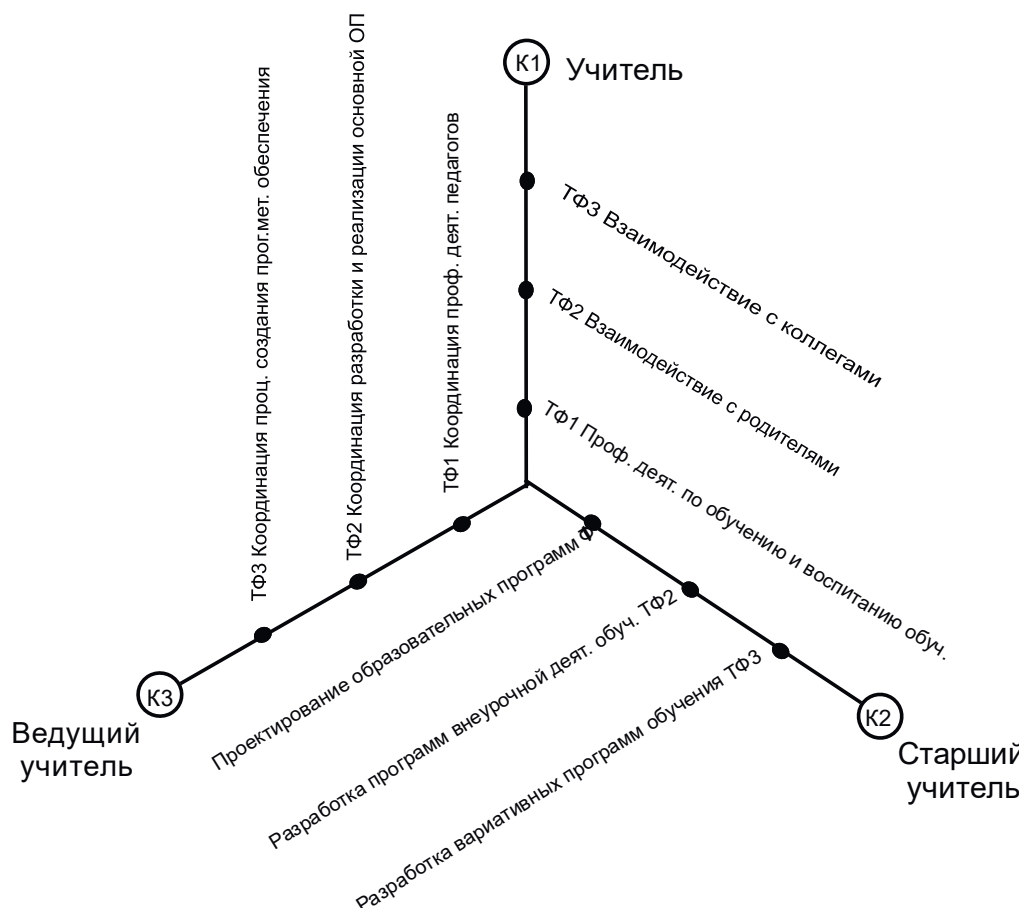 К1
Учитель
ТФ3 Взаимодействие с коллегами
ТФ2 Взаимодействие с родителями
ТФ1 Проф. деят. по обучению и воспитанию обуч.
ТФ3 Координация проц. создания прог.мет. обеспечения
ТФ2 Координация разработки и реализации основной ОП
ТФ1 Координация проф. деят. педагогов
К3
Ведущий
учитель
Проектирование образовательных программ
Разработка программ внеурочной деят. обуч. ТФ2
Разработка вариативных программ обучения ТФ3
К2
Старший
учитель